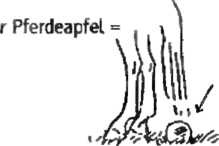 r Pferdeapfel =